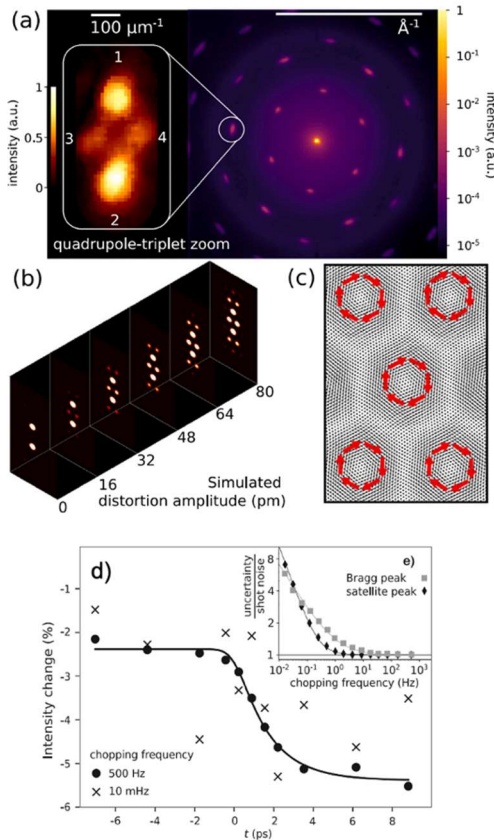 (a)
100 μm⁻¹
Å⁻¹
1
intensity (a.u.)
1
0.5
0
1
3
4
2
quadrupole-triplet zoom
10⁻¹
10⁻²
10⁻³
10⁻⁴
10⁻⁵
intensity (a.u.)
(b)
80
64
48
32
16
0
Simulated
distortion amplitude (pm)
(c)
d)
e)
uncertainty
shot noise
8
4
2
1
Bragg peak
satellite peak
10⁻² 10⁻¹ 10⁰ 10¹ 10² 10³
chopping frequency (Hz)
Intensity change (%)
-1
-2
-3
-4
-5
-6
chopping frequency
500 Hz
10 mHz
-6 -4 -2 0 2 4 6 8
t (ps)